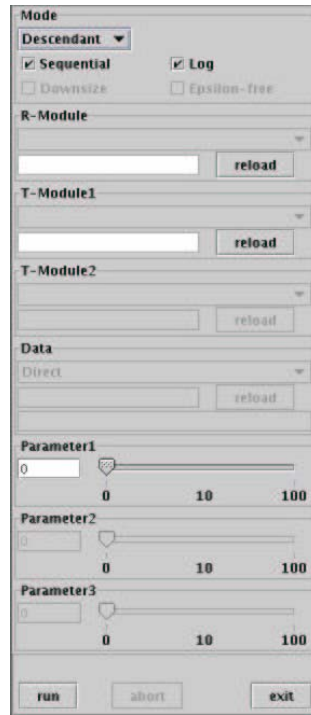 Mode
Descendant
Sequential Log
Downsize Epsilon-free
R-Module
reload
T-Module1
reload
T-Module2
reload
Data
Direct
reload
Parameter1
0
0 10 100
Parameter2
0
0 10 100
Parameter3
0
0 10 100
run abort exit